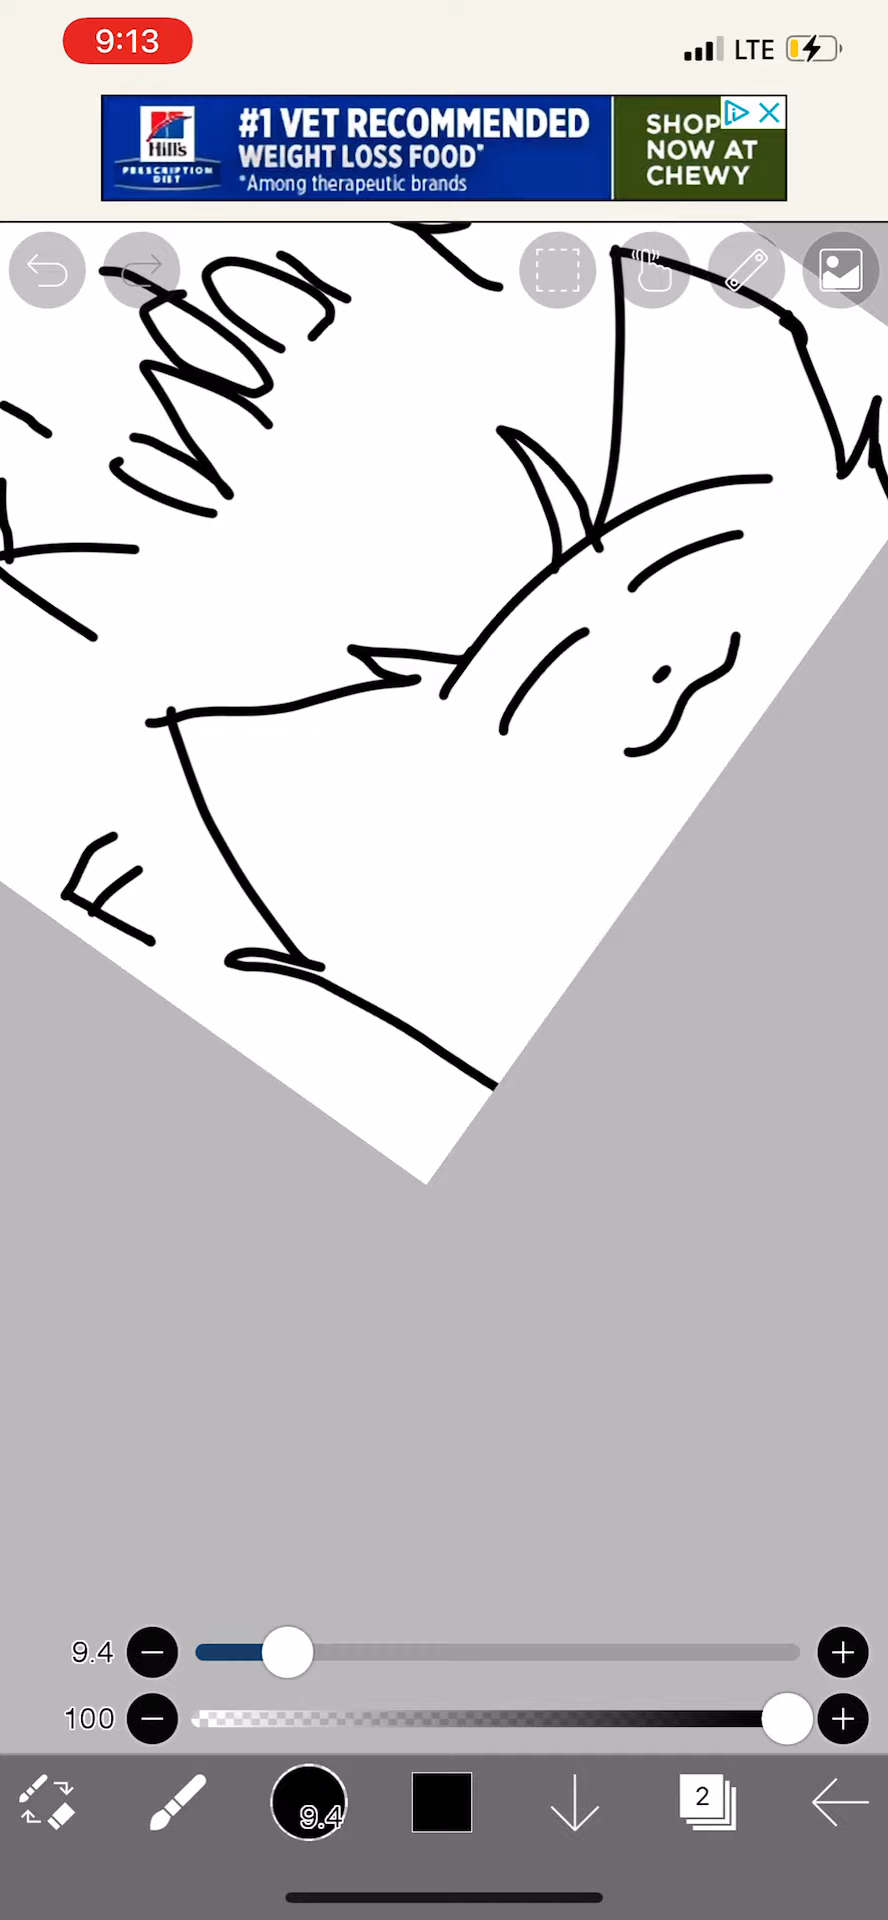 9:13
LTE
Hill's
PRESCRIPTION
DIET
#1 VET RECOMMENDED
WEIGHT LOSS FOOD*
*Among therapeutic brands
SHOP
NOW AT
CHEWY
F
9.4
100
9.4
2